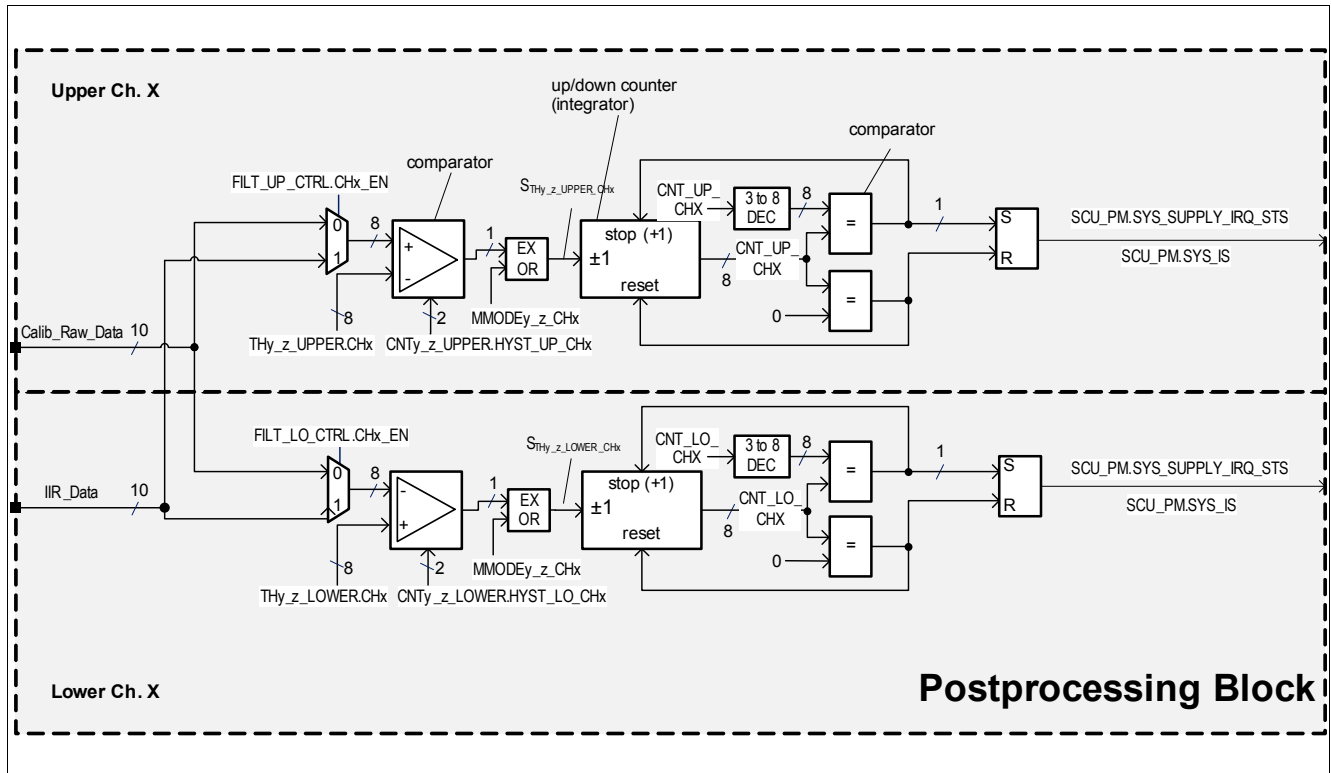 Upper Ch. X
up/down counter
(integrator)
comparator
comparator
FILT_UP_CTRL.CHx_EN
STHy_z_UPPER_CHx
CNT_UP_
CHX
3 to 8
DEC
8
=
1
S
R
SCU_PM.SYS_SUPPLY_IRQ_STS
SCU_PM.SYS_IS
0
1
8
+
-
1
EX
OR
stop (+1)
±1
reset
CNT_UP_
CHX
8
=
0
8
2
MMODEy_z_CHx
THy_z_UPPER.CHx
CNTy_z_UPPER.HYST_UP_CHx
Calib_Raw_Data
10
FILT_LO_CTRL.CHx_EN
STHy_z_LOWER_CHx
CNT_LO_
CHX
3 to 8
DEC
8
=
1
S
R
SCU_PM.SYS_SUPPLY_IRQ_STS
SCU_PM.SYS_IS
IIR_Data
10
0
1
8
-
+
1
EX
OR
stop (+1)
±1
reset
CNT_LO_
CHX
8
=
0
8
2
MMODEy_z_CHx
THy_z_LOWER.CHx
CNTy_z_LOWER.HYST_LO_CHx
Lower Ch. X
Postprocessing Block